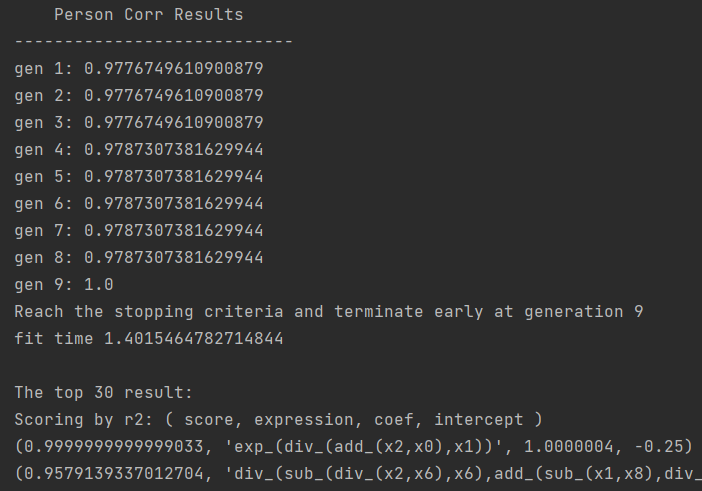 Person Corr Results
----------------------------
gen 1: 0.9776749610900879
gen 2: 0.9776749610900879
gen 3: 0.9776749610900879
gen 4: 0.9787307381629944
gen 5: 0.9787307381629944
gen 6: 0.9787307381629944
gen 7: 0.9787307381629944
gen 8: 0.9787307381629944
gen 9: 1.0
Reach the stopping criteria and terminate early at generation 9
fit time 1.4015464782714844
The top 30 result:
Scoring by r2: ( score, expression, coef, intercept )
(0.9999999999999033, 'exp_(div_(add_(x2,x0),x1))', 1.0000004, -0.25)
(0.9579139337012704, 'div_(sub_(div_(x2,x6),x6),add_(sub_(x1,x8),div_